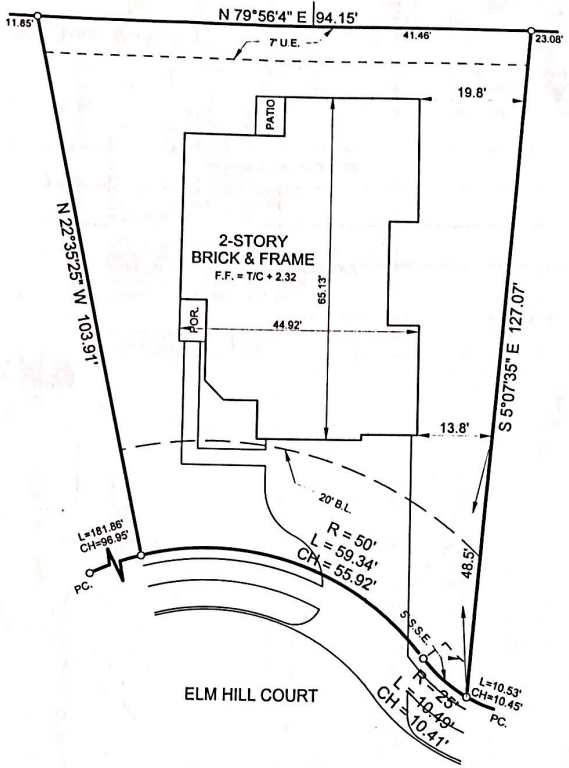 N 79°56'4" E 94.15'
11.85'
7' U.E.
41.46'
23.08'
19.8'
PATIO
2-STORY
BRICK & FRAME
F.F. = T/C + 2.32
65.13'
POR.
44.92'
N 22°35'25" W 103.91'
S 5°07'35" E 127.07'
13.8'
20' B.L.
48.5'
L=181.86'
CH=96.95'
PC.
R = 50'
L = 59.34'
CH = 55.92'
5' S.S.E.
ELM HILL COURT
R = 25'
L = 10.49'
CH = 10.41'
L=10.53'
CH=10.45'
PC.